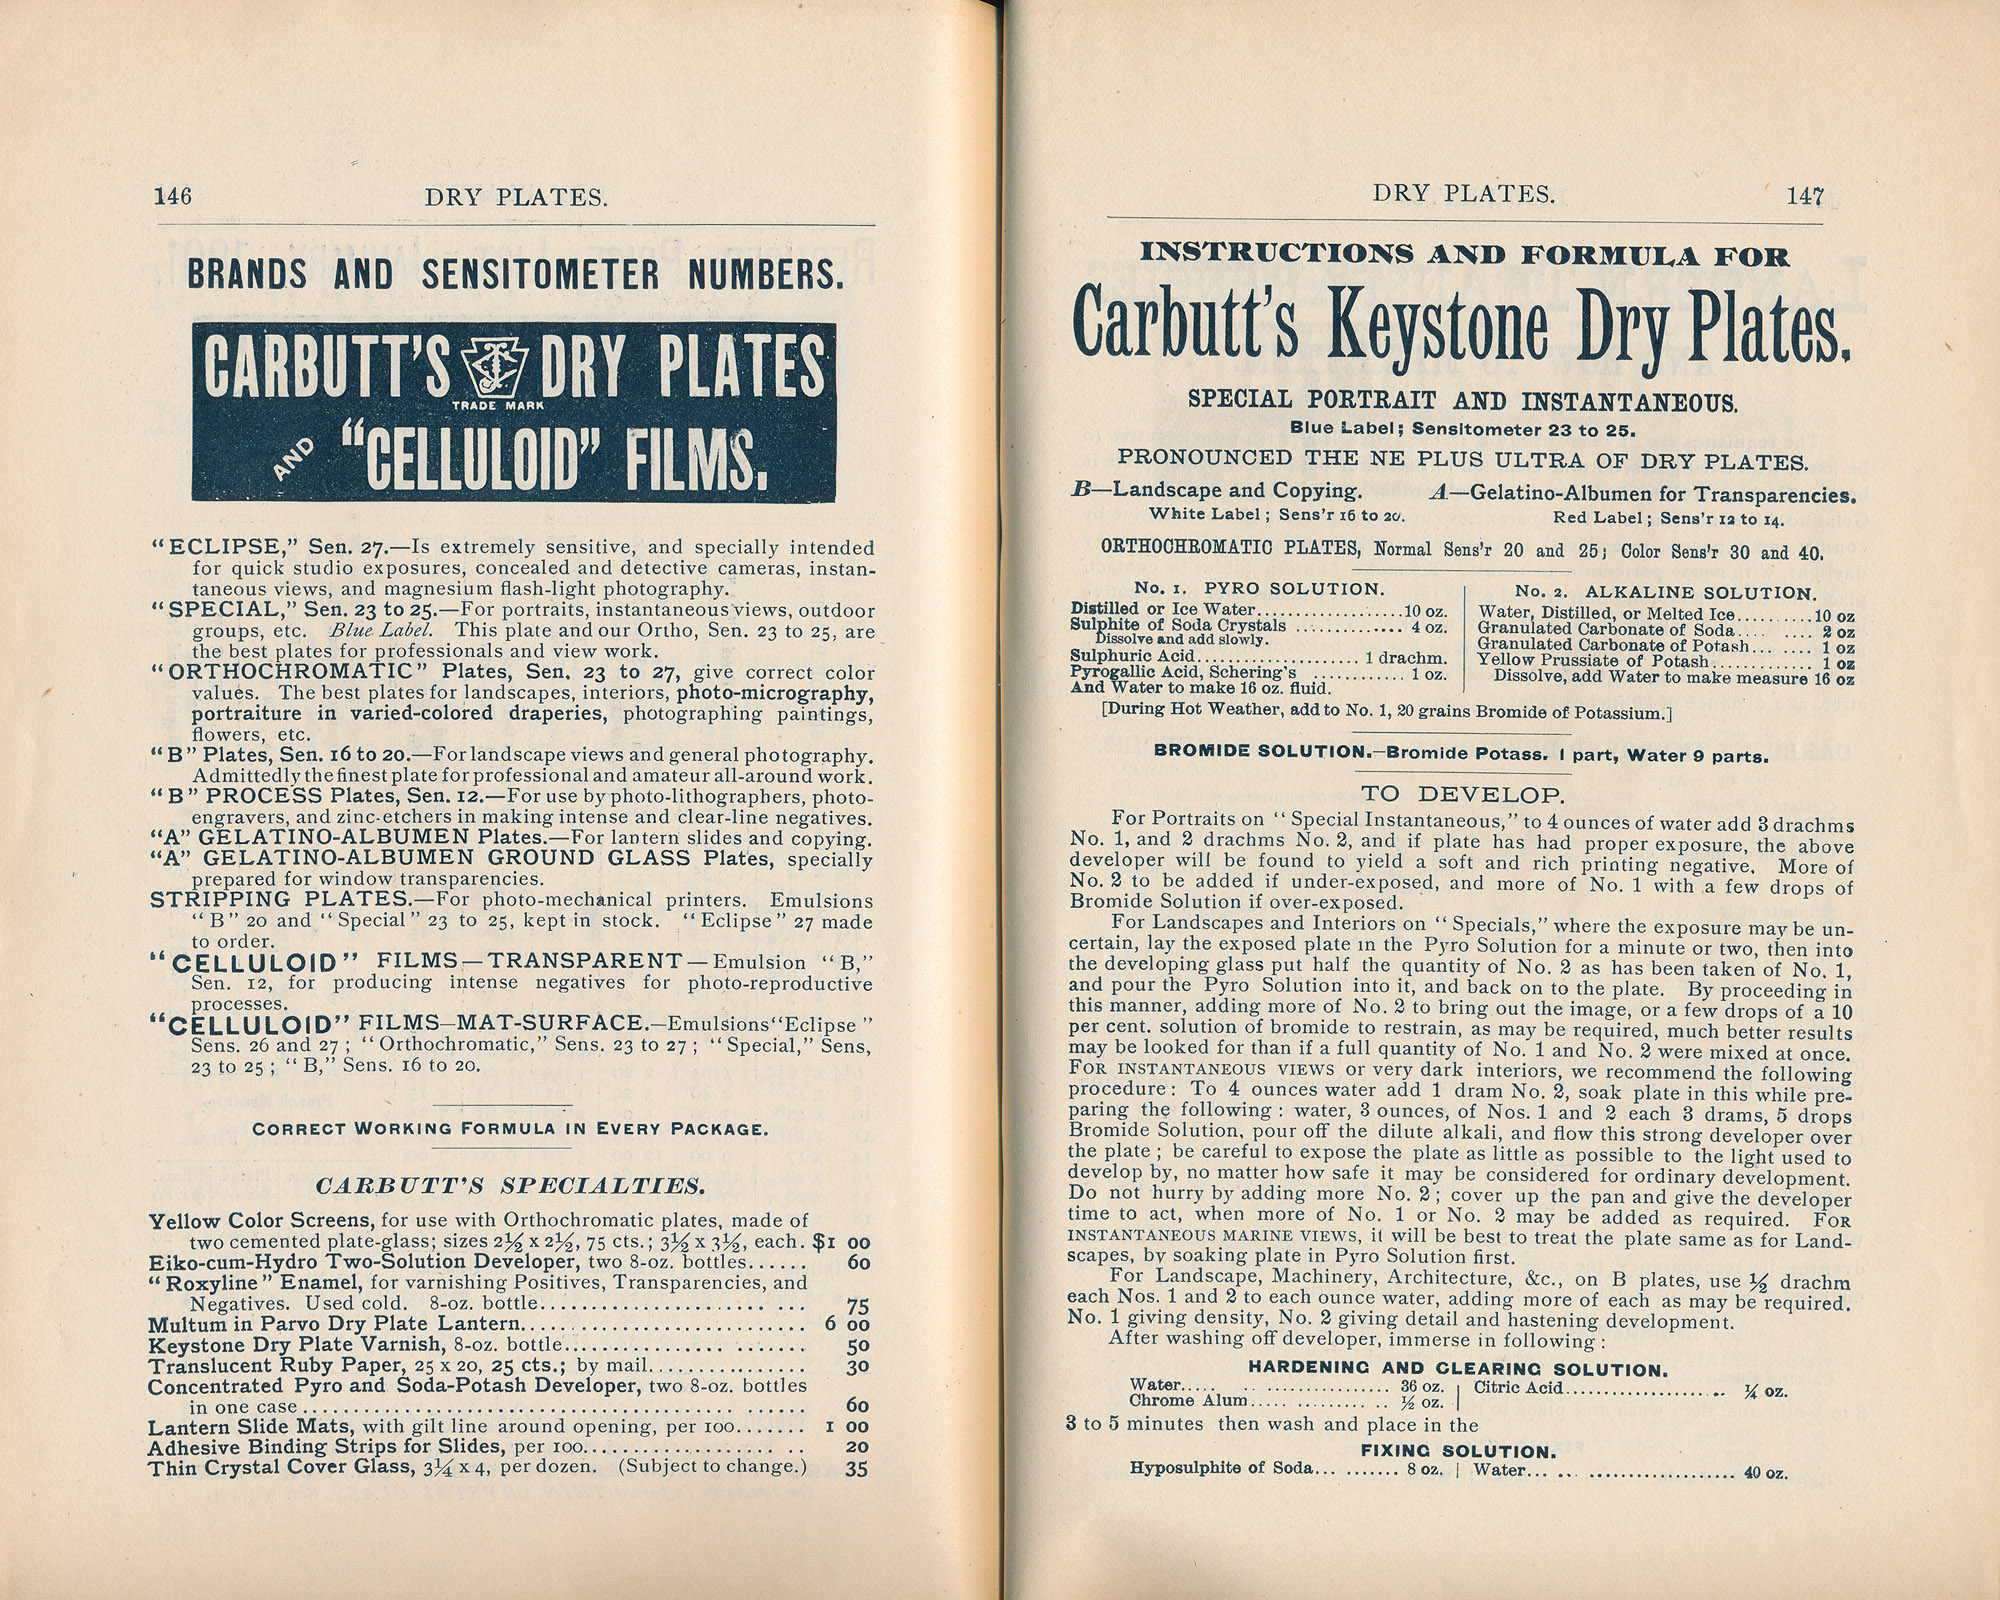 146
DRY PLATES.
BRANDS AND SENSITOMETER NUMBERS.
CARBUTT'S DRY PLATES
TRADE MARK
AND "CELLULOID" FILMS.
"ECLIPSE," Sen. 27.—Is extremely sensitive, and specially intended
for quick studio exposures, concealed and detective cameras, instan-
taneous views, and magnesium flash-light photography.
"SPECIAL," Sen. 23 to 25.—For portraits, instantaneous views, outdoor
groups, etc. Blue Label. This plate and our Ortho, Sen. 23 to 25, are
the best plates for professionals and view work.
"ORTHOCHROMATIC" Plates, Sen. 23 to 27, give correct color
values. The best plates for landscapes, interiors, photo-micrography,
portraiture in varied-colored draperies, photographing paintings,
flowers, etc.
"B" Plates, Sen. 16 to 20.—For landscape views and general photography.
Admittedly the finest plate for professional and amateur all-around work.
"B" PROCESS Plates, Sen. 12.—For use by photo-lithographers, photo-
engravers, and zinc-etchers in making intense and clear-line negatives.
"A" GELATINO-ALBUMEN Plates.—For lantern slides and copying.
"A" GELATINO-ALBUMEN GROUND GLASS Plates, specially
prepared for window transparencies.
STRIPPING PLATES.—For photo-mechanical printers. Emulsions
"B" 20 and "Special" 23 to 25, kept in stock. "Eclipse" 27 made
to order.
"CELLULOID" FILMS—TRANSPARENT—Emulsion "B,"
Sen. 12, for producing intense negatives for photo-reproductive
processes.
"CELLULOID" FILMS—MAT-SURFACE.—Emulsions "Eclipse"
Sens. 26 and 27; "Orthochromatic," Sens. 23 to 27; "Special," Sens,
23 to 25; "B," Sens. 16 to 20.
CORRECT WORKING FORMULA IN EVERY PACKAGE.
CARBUTT'S SPECIALTIES.
Yellow Color Screens, for use with Orthochromatic plates, made of
two cemented plate-glass; sizes 2½ x 2½, 75 cts.; 3½ x 3½, each. $1 00
Eiko-cum-Hydro Two-Solution Developer, two 8-oz. bottles...... 60
"Roxyline" Enamel, for varnishing Positives, Transparencies, and
Negatives. Used cold. 8-oz. bottle.......................... ... 75
Multum in Parvo Dry Plate Lantern............................. 6 00
Keystone Dry Plate Varnish, 8-oz. bottle.................. ....... 50
Translucent Ruby Paper, 25 x 20, 25 cts.; by mail................ 30
Concentrated Pyro and Soda-Potash Developer, two 8-oz. bottles
in one case.................................................... 60
Lantern Slide Mats, with gilt line around opening, per 100....... 1 00
Adhesive Binding Strips for Slides, per 100.................... .. 20
Thin Crystal Cover Glass, 3¼ x 4, per dozen. (Subject to change.) 35
DRY PLATES.
147
INSTRUCTIONS AND FORMULA FOR
Carbutt's Keystone Dry Plates.
SPECIAL PORTRAIT AND INSTANTANEOUS.
Blue Label; Sensitometer 23 to 25.
PRONOUNCED THE NE PLUS ULTRA OF DRY PLATES.
B—Landscape and Copying. A—Gelatino-Albumen for Transparencies.
White Label; Sens'r 16 to 20. Red Label; Sens'r 12 to 14.
ORTHOCHROMATIC PLATES, Normal Sens'r 20 and 25; Color Sens'r 30 and 40.
No. 1. PYRO SOLUTION.
Distilled or Ice Water.....................10 oz.
Sulphite of Soda Crystals ............... 4 oz.
Dissolve and add slowly.
Sulphuric Acid....................... 1 drachm.
Pyrogallic Acid, Schering's ............ 1 oz.
And Water to make 16 oz. fluid.
No. 2. ALKALINE SOLUTION.
Water, Distilled, or Melted Ice..........10 oz
Granulated Carbonate of Soda.... .... 2 oz
Granulated Carbonate of Potash... .... 1 oz
Yellow Prussiate of Potash............. 1 oz
Dissolve, add Water to make measure 16 oz
[During Hot Weather, add to No. 1, 20 grains Bromide of Potassium.]
BROMIDE SOLUTION.—Bromide Potass. 1 part, Water 9 parts.
TO DEVELOP.
For Portraits on "Special Instantaneous," to 4 ounces of water add 3 drachms
No. 1, and 2 drachms No. 2, and if plate has had proper exposure, the above
developer will be found to yield a soft and rich printing negative. More of
No. 2 to be added if under-exposed, and more of No. 1 with a few drops of
Bromide Solution if over-exposed.
For Landscapes and Interiors on "Specials," where the exposure may be un-
certain, lay the exposed plate in the Pyro Solution for a minute or two, then into
the developing glass put half the quantity of No. 2 as has been taken of No. 1,
and pour the Pyro Solution into it, and back on to the plate. By proceeding in
this manner, adding more of No. 2 to bring out the image, or a few drops of a 10
per cent. solution of bromide to restrain, as may be required, much better results
may be looked for than if a full quantity of No. 1 and No. 2 were mixed at once.
FOR INSTANTANEOUS VIEWS or very dark interiors, we recommend the following
procedure: To 4 ounces water add 1 dram No. 2, soak plate in this while pre-
paring the following: water, 3 ounces, of Nos. 1 and 2 each 3 drams, 5 drops
Bromide Solution, pour off the dilute alkali, and flow this strong developer over
the plate; be careful to expose the plate as little as possible to the light used to
develop by, no matter how safe it may be considered for ordinary development.
Do not hurry by adding more No. 2; cover up the pan and give the developer
time to act, when more of No. 1 or No. 2 may be added as required. FOR
INSTANTANEOUS MARINE VIEWS, it will be best to treat the plate same as for Land-
scapes, by soaking plate in Pyro Solution first.
For Landscape, Machinery, Architecture, &c., on B plates, use ½ drachm
each Nos. 1 and 2 to each ounce water, adding more of each as may be required.
No. 1 giving density, No. 2 giving detail and hastening development.
After washing off developer, immerse in following:
HARDENING AND CLEARING SOLUTION.
Water..... .. ................. 36 oz. | Citric Acid....................... .. ¼ oz.
Chrome Alum..... .......... .. ½ oz. |
3 to 5 minutes then wash and place in the
FIXING SOLUTION.
Hyposulphite of Soda... ....... 8 oz. | Water... .. ..................... 40 oz.